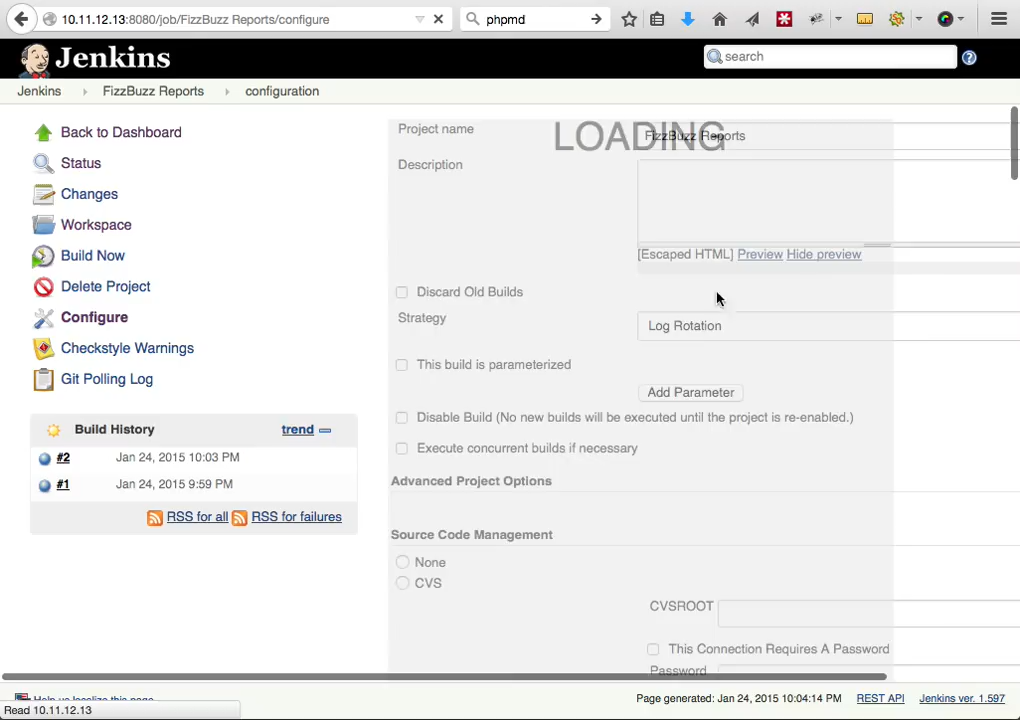 10.11.12.13:8080/job/FizzBuzz Reports/configure
phpmd
Jenkins
search
Jenkins
FizzBuzz Reports
configuration
Back to Dashboard
Status
Changes
Workspace
Build Now
Delete Project
Configure
Checkstyle Warnings
Git Polling Log
Build History
trend
#2
Jan 24, 2015 10:03 PM
#1
Jan 24, 2015 9:59 PM
RSS for all
RSS for failures
LOADING
Project name
FizzBuzz Reports
Description
[Escaped HTML] Preview Hide preview
Discard Old Builds
Strategy
Log Rotation
This build is parameterized
Add Parameter
Disable Build (No new builds will be executed until the project is re-enabled.)
Execute concurrent builds if necessary
Advanced Project Options
Source Code Management
None
CVS
CVSROOT
This Connection Requires A Password
Password
Help us localize this page
Page generated: Jan 24, 2015 10:04:14 PM
REST API
Jenkins ver. 1.597
Read 10.11.12.13